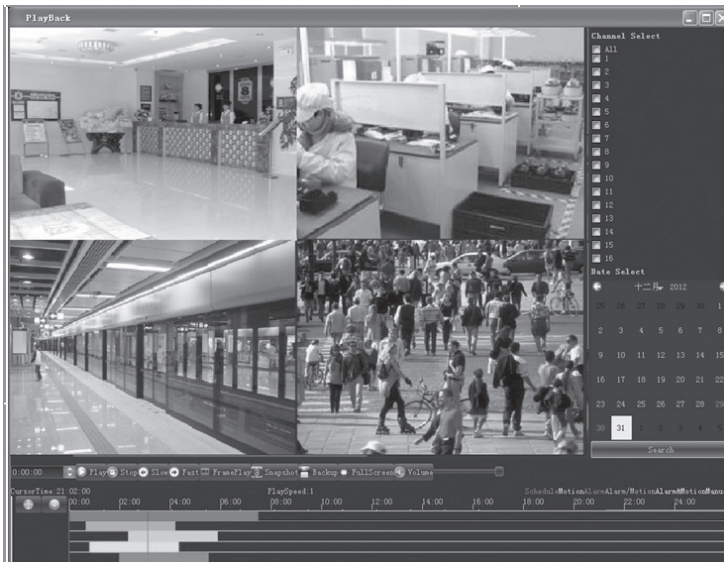 PlayBack
Channel Select
All
1
2
3
4
5
6
7
8
9
10
11
12
13
14
15
16
Date Select
十二月 2012
25 26 27 28 29 30 1
2 3 4 5 6 7 8
9 10 11 12 13 14 15
16 17 18 19 20 21 22
23 24 25 26 27 28 29
30 31 1 2 3 4 5
Search
0:00:00 Play Stop Slow Fast FramePlay Snapshot Backup FullScreen Volume
CursorTime 21:02:00 PlaySpeed:1 Schedule Motion Alarm Alarm/Motion Alarm&Motion Manu
00:00 02:00 04:00 06:00 08:00 10:00 12:00 14:00 16:00 18:00 20:00 22:00 24:00